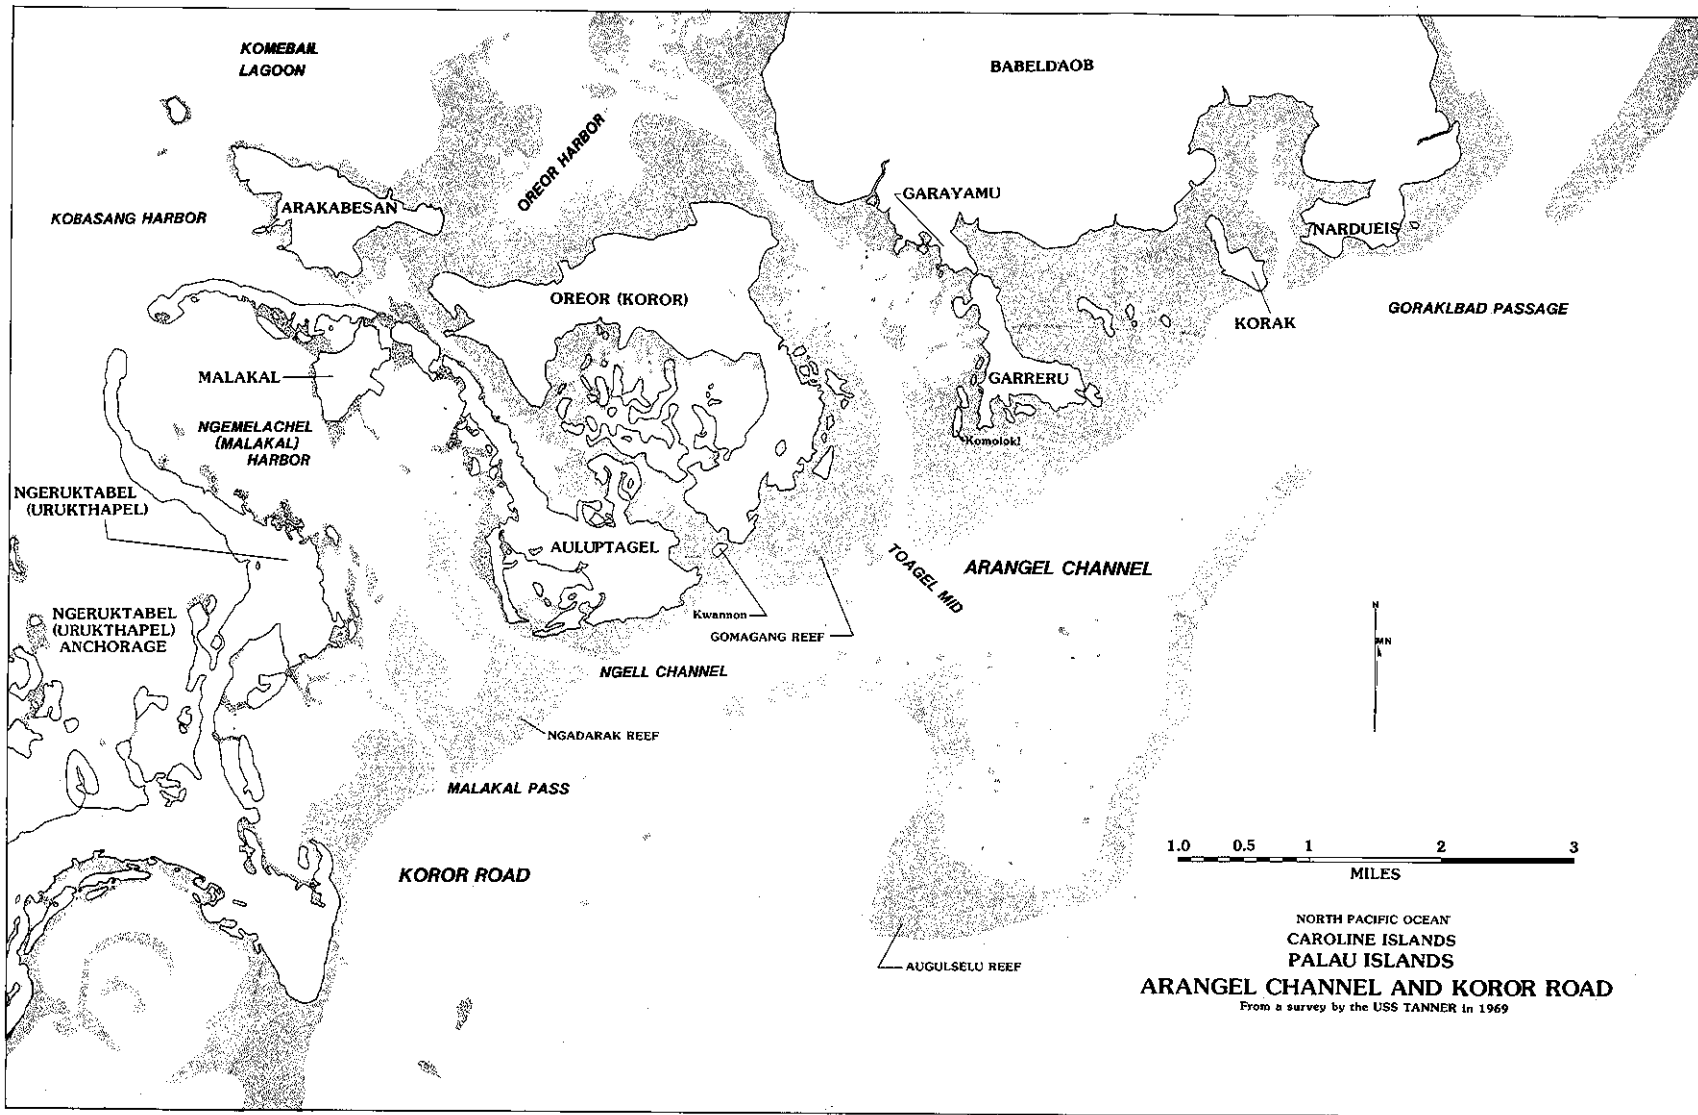 KOMEBAIL
LAGOON
BABELDAOB
OREOR HARBOR
ARAKABESAN
KOBASANG HARBOR
GARAYAMU
NARDUEIS
OREOR (KOROR)
GORAKLBAD PASSAGE
KORAK
MALAKAL
GARRERU
NGEMELACHEL
(MALAKAL)
HARBOR
Komolokl
NGERUKTABEL
(URUKTHAPEL)
AULUPTAGEL
TOAGEL MID
ARANGEL CHANNEL
NGERUKTABEL
(URUKTHAPEL)
ANCHORAGE
Kwannon
GOMAGANG REEF
N
MN
NGELL CHANNEL
NGADARAK REEF
MALAKAL PASS
KOROR ROAD
1.0 0.5 1 2 3
MILES
NORTH PACIFIC OCEAN
CAROLINE ISLANDS
PALAU ISLANDS
ARANGEL CHANNEL AND KOROR ROAD
From a survey by the USS TANNER in 1969
AUGULSELU REEF